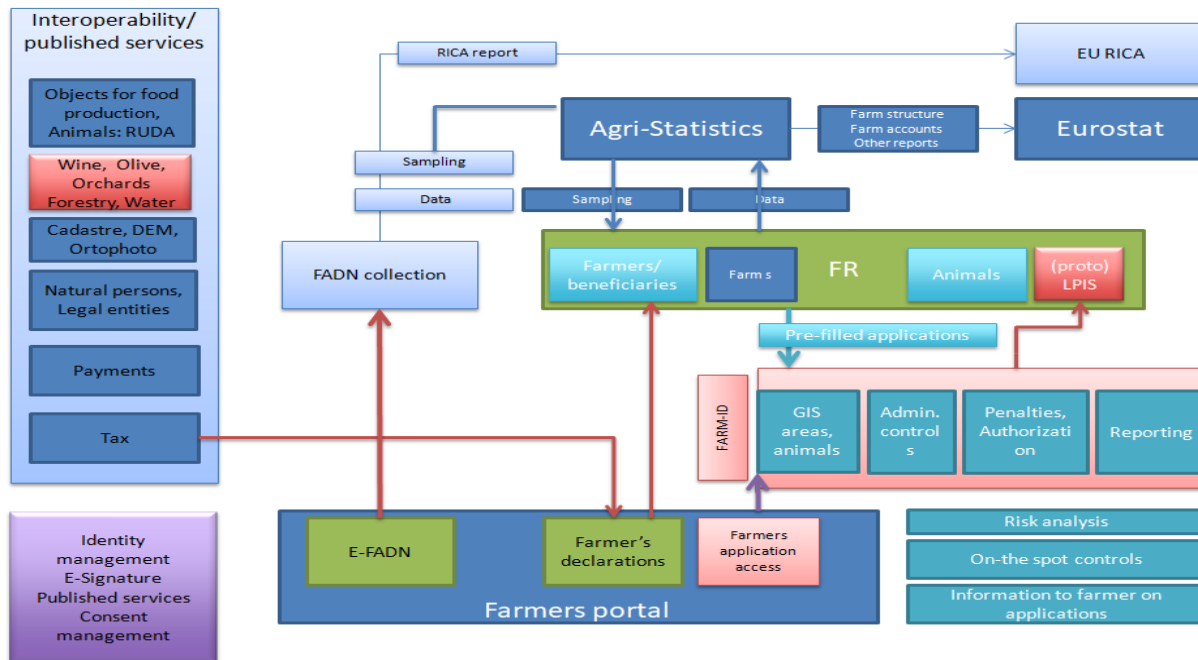 Interoperability/
published services
Objects for food
production,
Animals: RUDA
Wine, Olive,
Orchards
Forestry, Water
Cadastre, DEM,
Ortophoto
Natural persons,
Legal entities
Payments
Tax
Identity
management
E-Signature
Published services
Consent
management
RICA report
EU RICA
Agri-Statistics
Farm structure
Farm accounts
Other reports
Eurostat
Sampling
Data
Sampling
Data
FADN collection
Farmers/
beneficiaries
Farm s
FR
Animals
(proto)
LPIS
Pre-filled applications
FARM-ID
GIS
areas,
animals
Admin.
control
s
Penalties,
Authorizati
on
Reporting
E-FADN
Farmer's
declarations
Farmers
application
access
Farmers portal
Risk analysis
On-the spot controls
Information to farmer on
applications